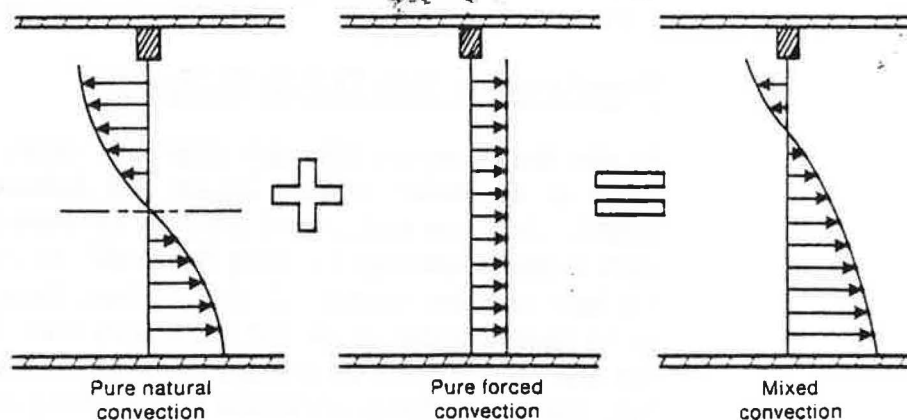 Pure natural
convection
Pure forced
convection
Mixed
convection